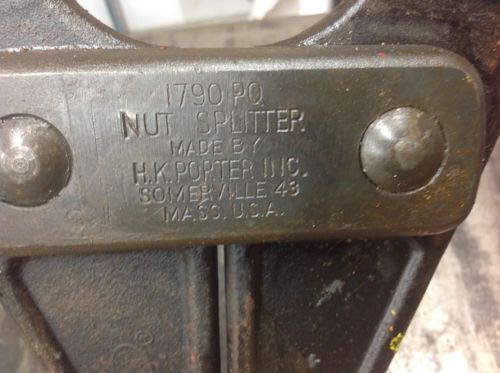 1790 PQ
NUT SPLITTER
MADE BY
H.K.PORTER INC.
SOMERVILLE 43
MASS. U.S.A.